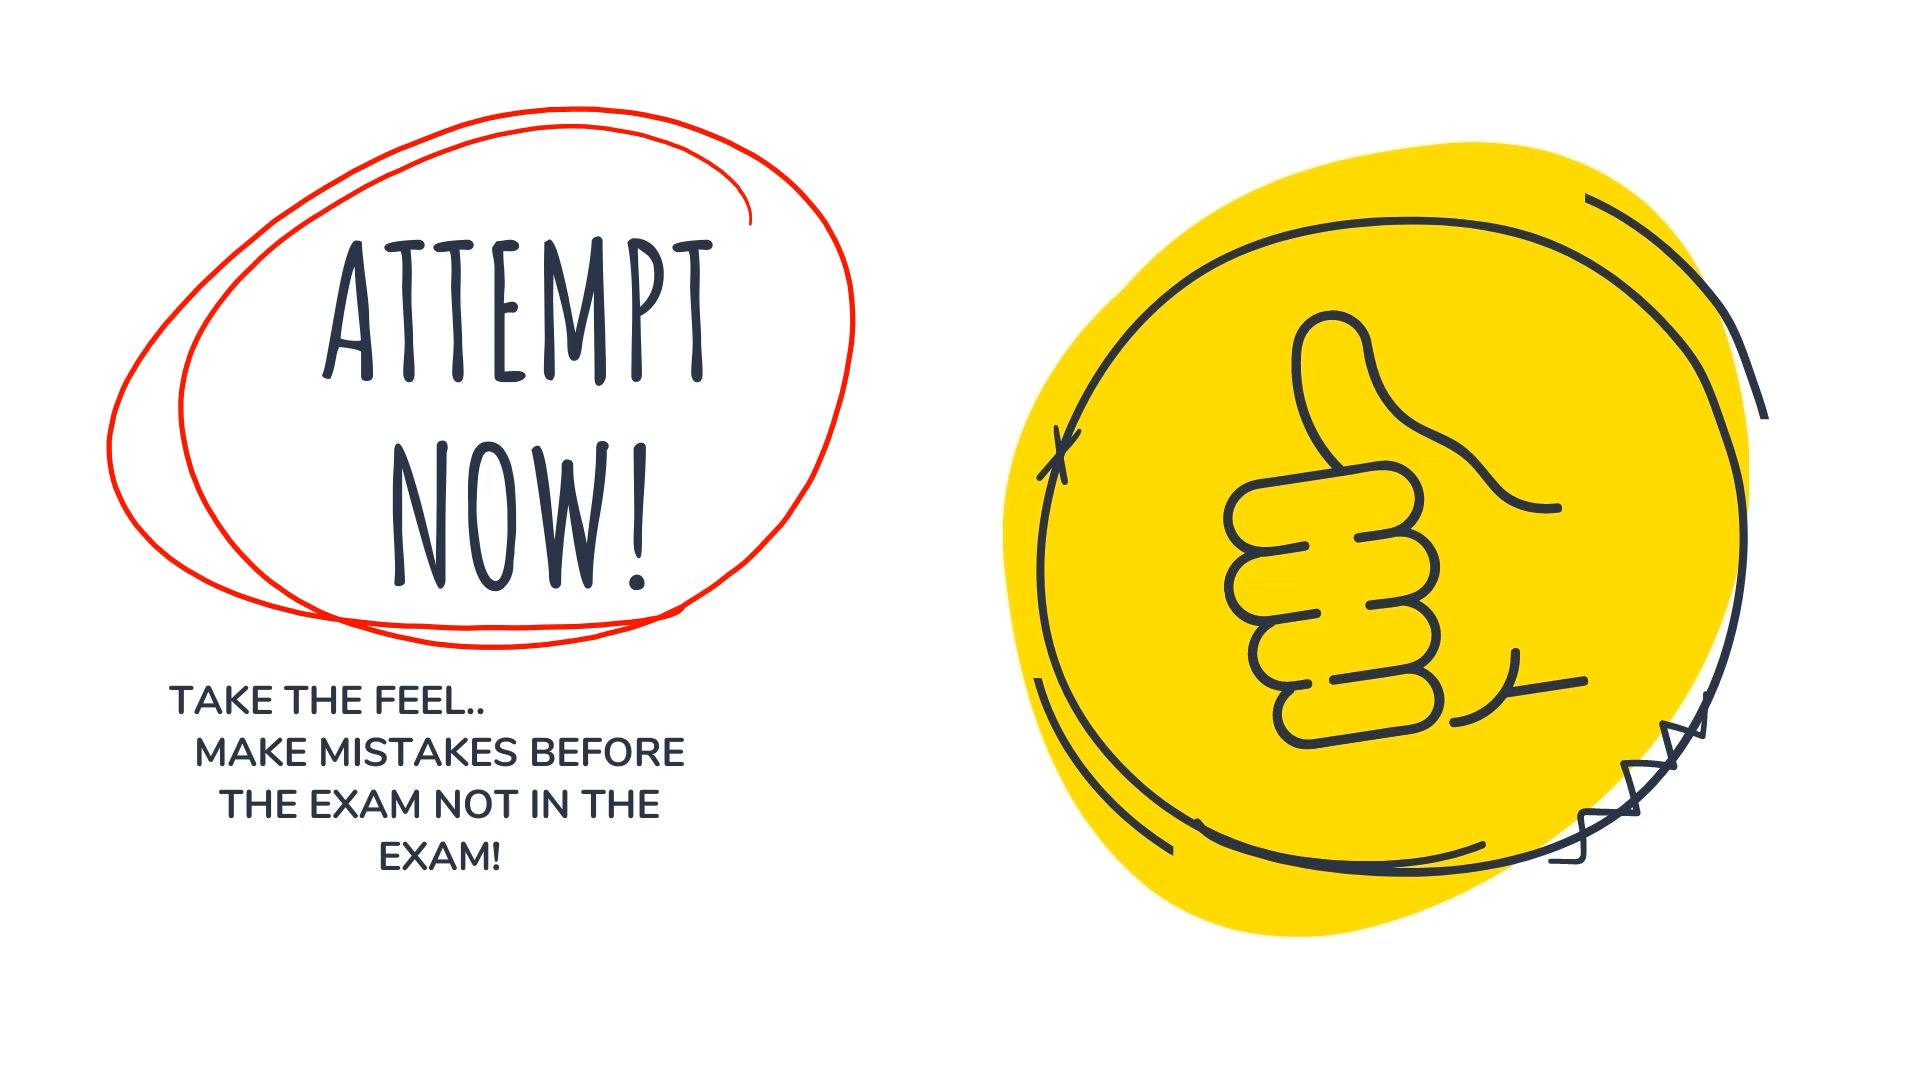 ATTEMPT
NOW!
TAKE THE FEEL..
MAKE MISTAKES BEFORE
THE EXAM NOT IN THE
EXAM!